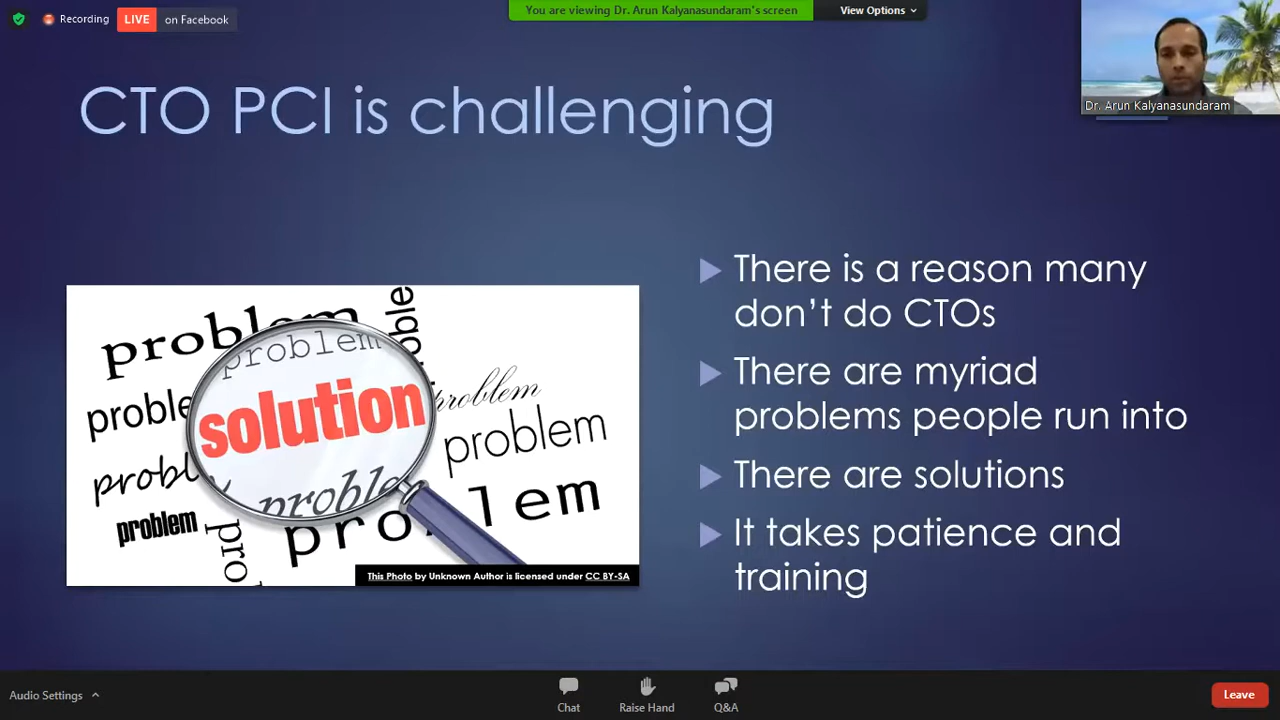 Recording
LIVE on Facebook
You are viewing Dr. Arun Kalyanasundaram's screen
View Options
Dr. Arun Kalyanasundaram
CTO PCI is challenging
problem
problem
solution
problem
problem
problem
problem
problem
This Photo by Unknown Author is licensed under CC BY-SA
There is a reason many
don't do CTOs
There are myriad
problems people run into
There are solutions
It takes patience and
training
Audio Settings
Chat
Raise Hand
Q&A
Leave